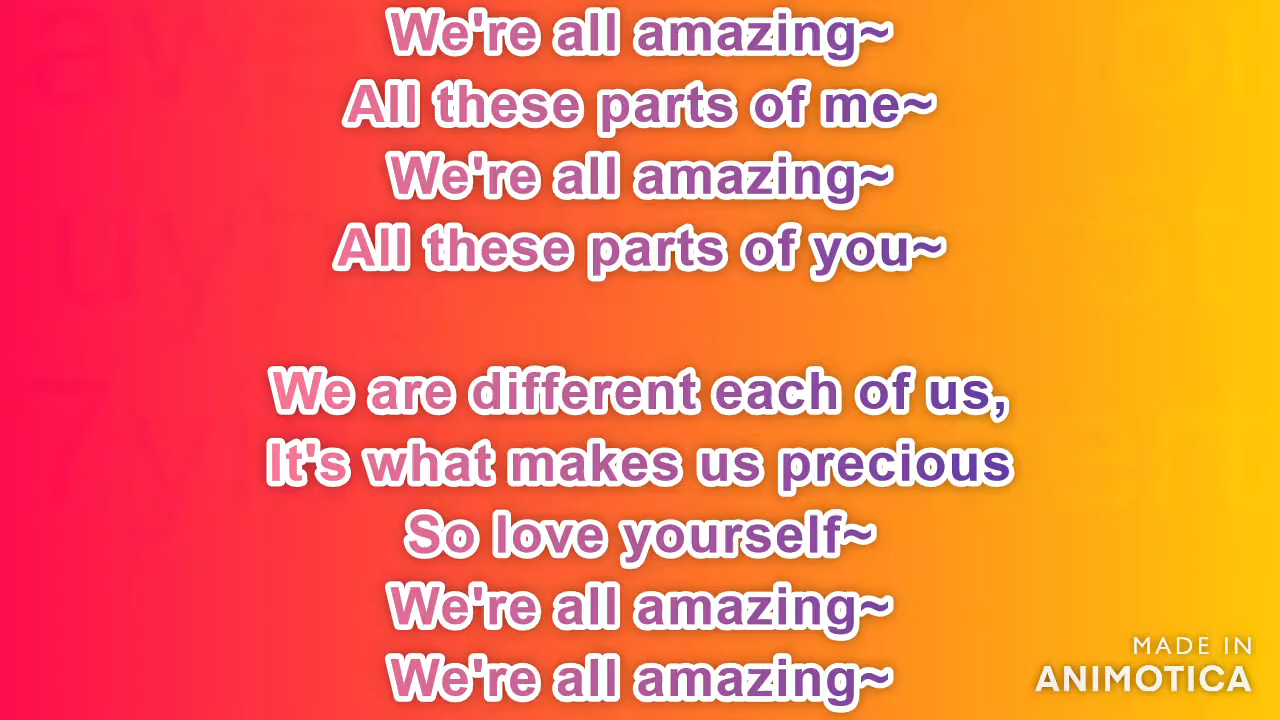 We're all amazing~
All these parts of me~
We're all amazing~
All these parts of you~
We are different each of us,
It's what makes us precious
So love yourself~
We're all amazing~
We're all amazing~
MADE IN
ANIMOTICA